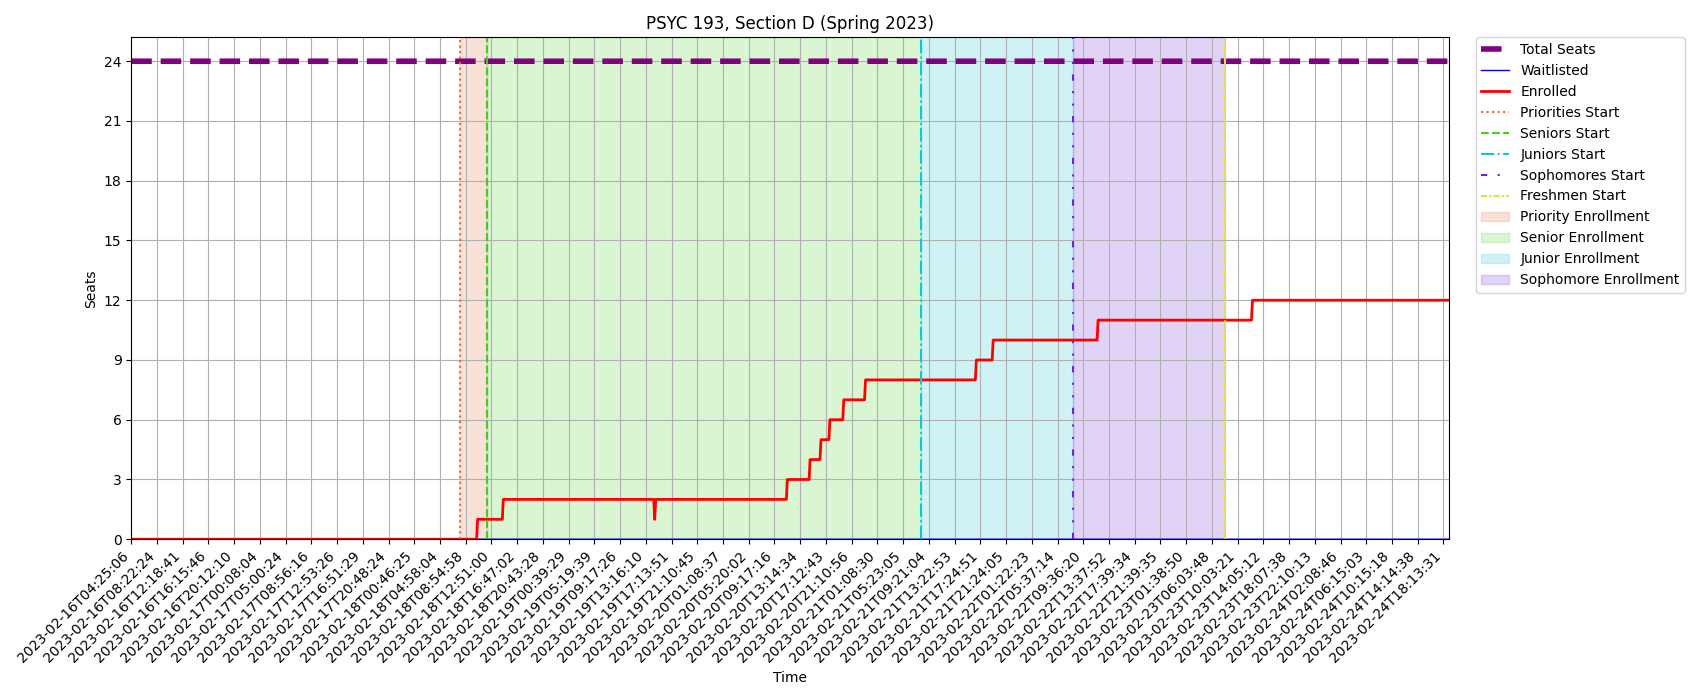 PSYC 193, Section D (Spring 2023)
Total Seats
Waitlisted
Enrolled
Priorities Start
Seniors Start
Juniors Start
Sophomores Start
Freshmen Start
Priority Enrollment
Senior Enrollment
Junior Enrollment
Sophomore Enrollment
Seats
24
21
18
15
12
9
6
3
0
2023-02-16T04:25:06
2023-02-16T08:22:24
2023-02-16T12:18:41
2023-02-16T16:15:46
2023-02-16T20:12:10
2023-02-17T00:08:04
2023-02-17T05:00:24
2023-02-17T08:56:16
2023-02-17T12:53:26
2023-02-17T16:51:29
2023-02-17T20:48:24
2023-02-18T00:46:25
2023-02-18T04:58:04
2023-02-18T08:54:58
2023-02-18T12:51:00
2023-02-18T16:47:02
2023-02-18T20:43:28
2023-02-19T00:39:29
2023-02-19T05:19:39
2023-02-19T09:17:26
2023-02-19T13:16:10
2023-02-19T17:13:51
2023-02-19T21:10:45
2023-02-20T01:08:37
2023-02-20T05:20:02
2023-02-20T09:17:16
2023-02-20T13:14:34
2023-02-20T17:12:43
2023-02-20T21:10:56
2023-02-21T01:08:30
2023-02-21T05:23:05
2023-02-21T09:21:04
2023-02-21T13:22:53
2023-02-21T17:24:51
2023-02-21T21:24:05
2023-02-22T01:22:23
2023-02-22T05:37:14
2023-02-22T09:36:20
2023-02-22T13:37:52
2023-02-22T17:39:34
2023-02-22T21:39:35
2023-02-23T01:38:50
2023-02-23T06:03:48
2023-02-23T10:03:21
2023-02-23T14:05:12
2023-02-23T18:07:38
2023-02-23T22:10:13
2023-02-24T02:08:46
2023-02-24T06:15:03
2023-02-24T10:15:18
2023-02-24T14:14:38
2023-02-24T18:13:31
Time